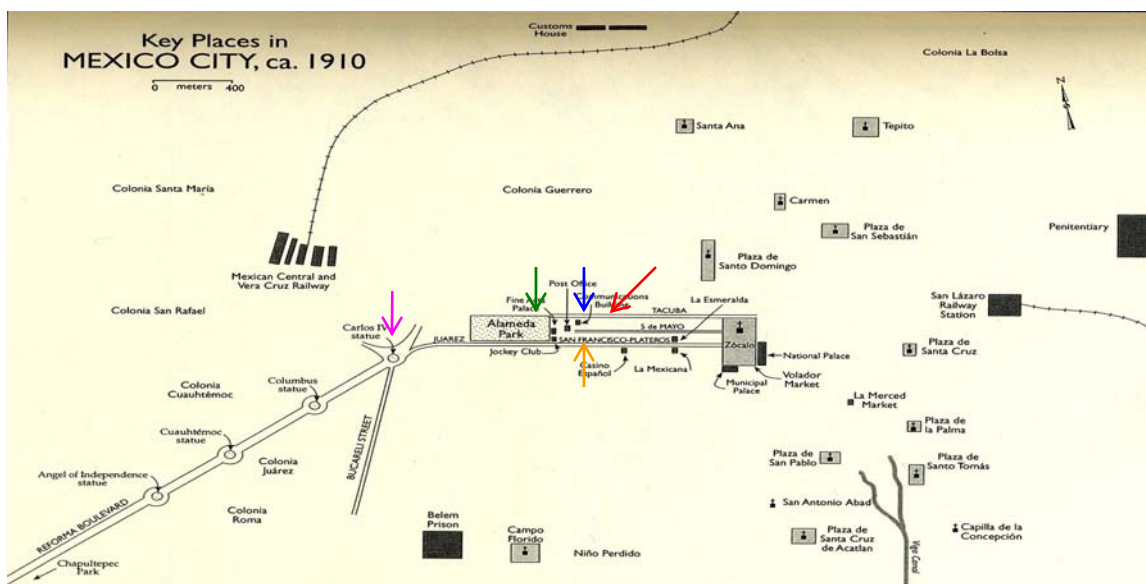 Key Places in
MEXICO CITY, ca. 1910
0 meters 400
Customs
House
Colonia La Bolsa
Z
Santa Ana
Tepito
Colonia Santa María
Colonia Guerrero
Carmen
Plaza de
San Sebastián
Penitentiary
Mexican Central and
Vera Cruz Railway
Plaza de
Santo Domingo
Post Office
Communications
Building
La Esmeralda
Fine Arts
Palace
San Lázaro
Railway
Station
Colonia San Rafael
TACUBA
Carlos IV
statue
Alameda
Park
5 de MAYO
Zócalo
JUAREZ
SAN FRANCISCO-PLATEROS
Jockey Club
Plaza de
Santa Cruz
National Palace
Casino
Español
La Mexicana
Volador
Market
Municipal
Palace
Colonia
Cuauhtémoc
Columbus
statue
La Merced
Market
Plaza de
la Palma
Cuauhtémoc
statue
BUCARELI STREET
Colonia
Juárez
Plaza de
San Pablo
Plaza de
Santo Tomás
Angel of Independence
statue
REFORMA BOULEVARD
Colonia
Roma
San Antonio Abad
Belem
Prison
Campo
Florido
Niño Perdido
Plaza de
Santa Cruz
de Acatlan
Viga Canal
Capilla de la
Concepción
Chapultepec
Park